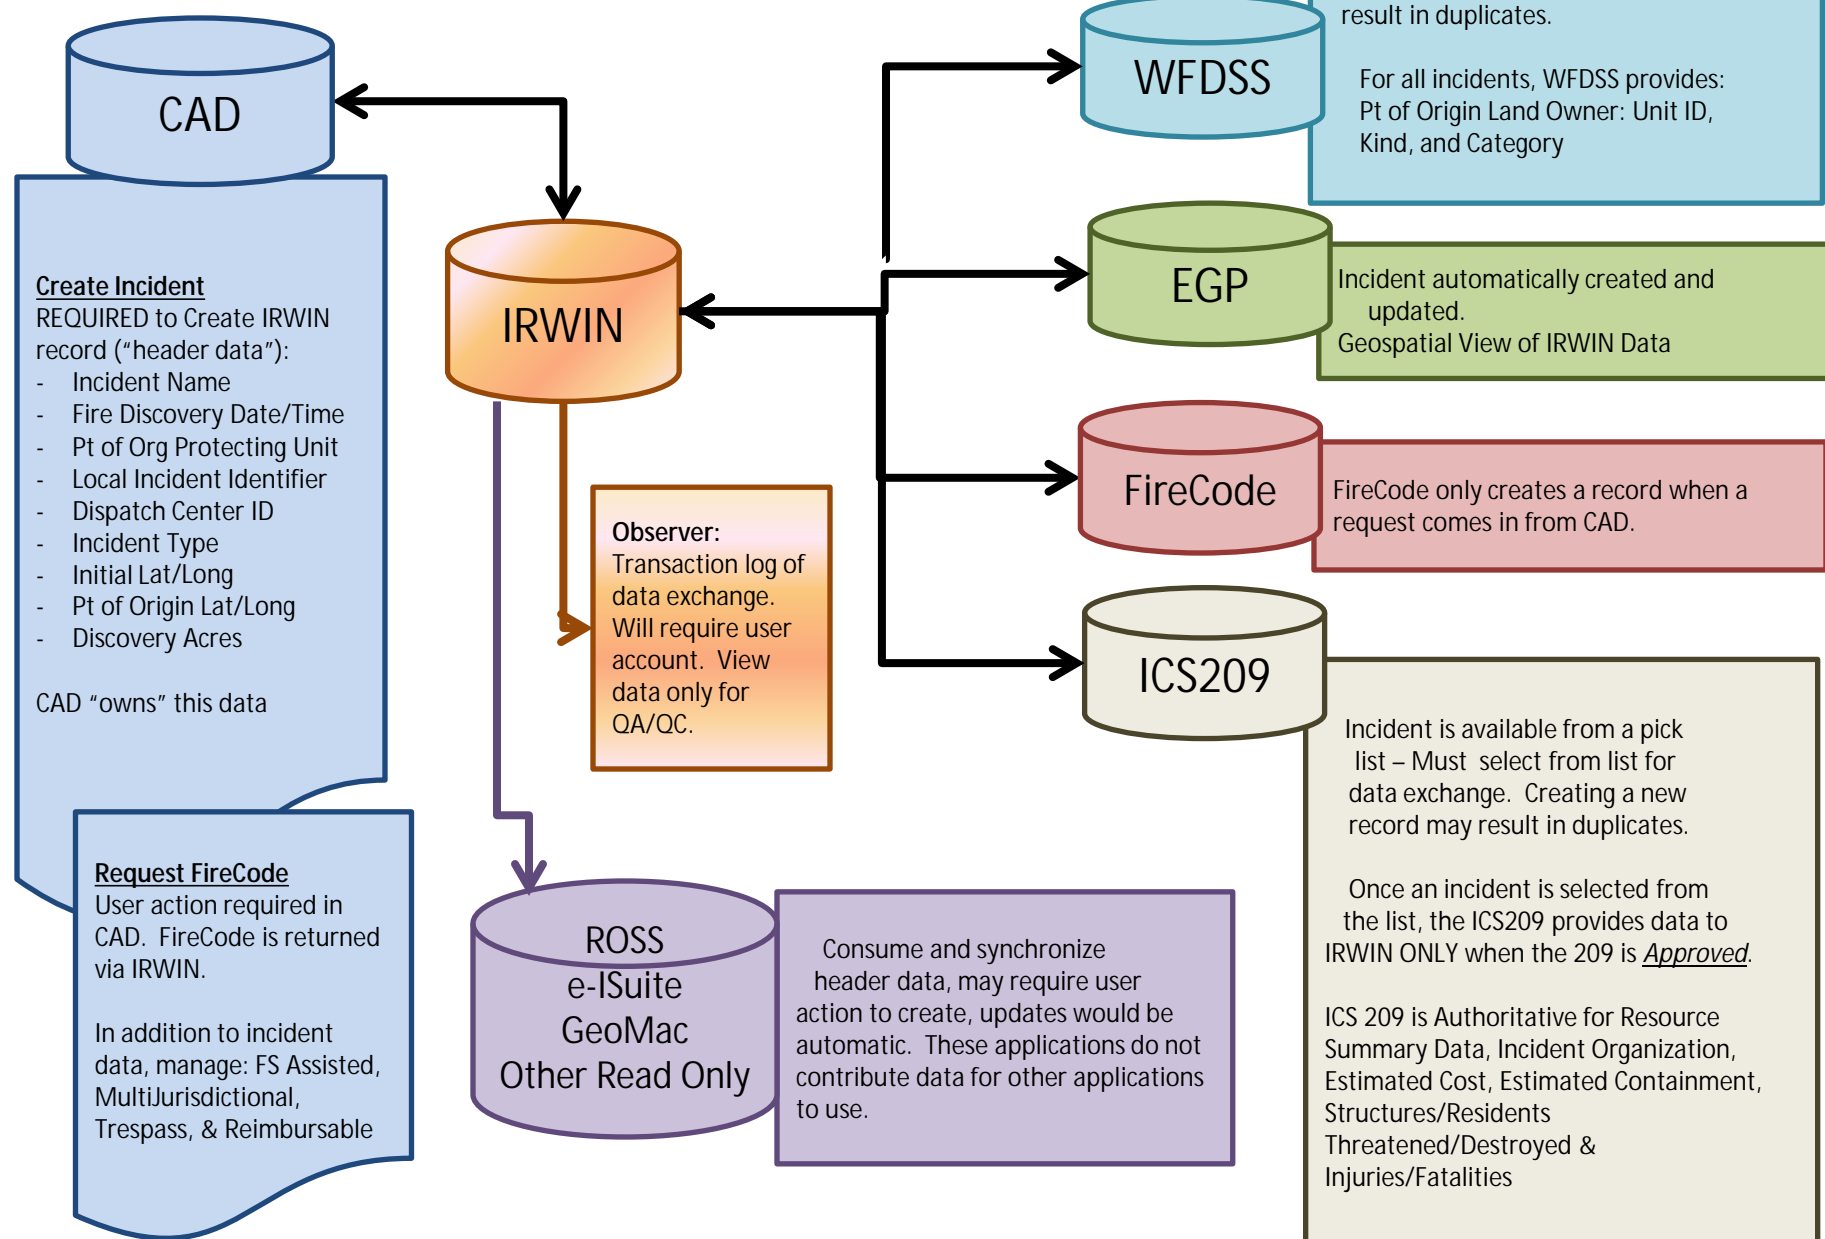 CAD
Create Incident
REQUIRED to Create IRWIN
record (“header data”):
- Incident Name
- Fire Discovery Date/Time
- Pt of Org Protecting Unit
- Local Incident Identifier
- Dispatch Center ID
- Incident Type
- Initial Lat/Long
- Pt of Origin Lat/Long
- Discovery Acres
CAD “owns” this data
Request FireCode
User action required in
CAD. FireCode is returned
via IRWIN.
In addition to incident
data, manage: FS Assisted,
MultiJurisdictional,
Trespass, & Reimbursable
IRWIN
Observer:
Transaction log of
data exchange.
Will require user
account. View
data only for
QA/QC.
ROSS
e-ISuite
GeoMac
Other Read Only
Consume and synchronize
header data, may require user
action to create, updates would be
automatic. These applications do not
contribute data for other applications
to use.
WFDSS
result in duplicates.
For all incidents, WFDSS provides:
Pt of Origin Land Owner: Unit ID,
Kind, and Category
EGP
Incident automatically created and
updated.
Geospatial View of IRWIN Data
FireCode
FireCode only creates a record when a
request comes in from CAD.
ICS209
Incident is available from a pick
list – Must select from list for
data exchange. Creating a new
record may result in duplicates.
Once an incident is selected from
the list, the ICS209 provides data to
IRWIN ONLY when the 209 is Approved.
ICS 209 is Authoritative for Resource
Summary Data, Incident Organization,
Estimated Cost, Estimated Containment,
Structures/Residents
Threatened/Destroyed &
Injuries/Fatalities